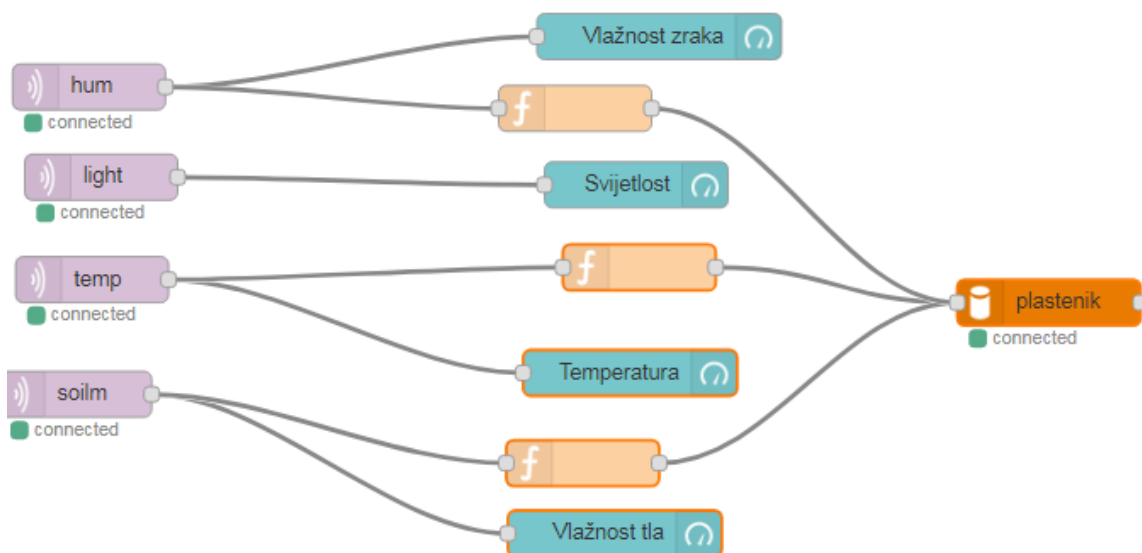 Vlažnost zraka
hum
connected
light
connected
Svijetlost
temp
connected
plastenik
connected
Temperatura
soilm
connected
Vlažnost tla